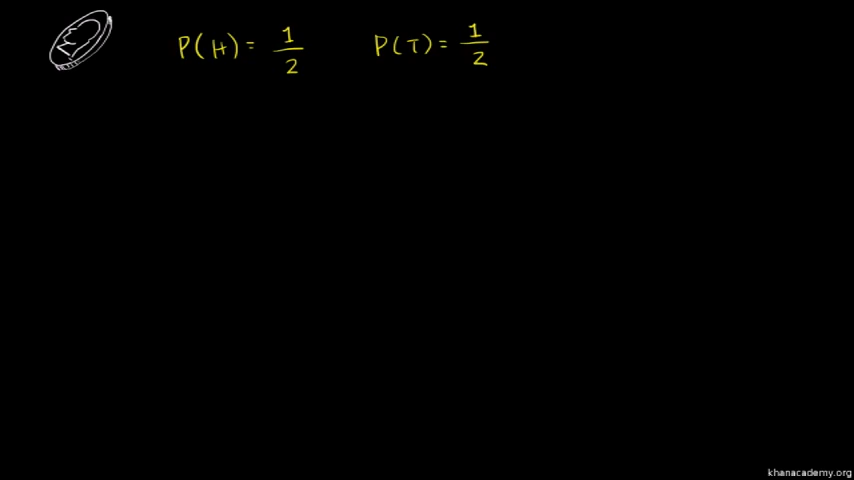 P(H) = 1/2 P(T) = 1/2
khanacademy.org